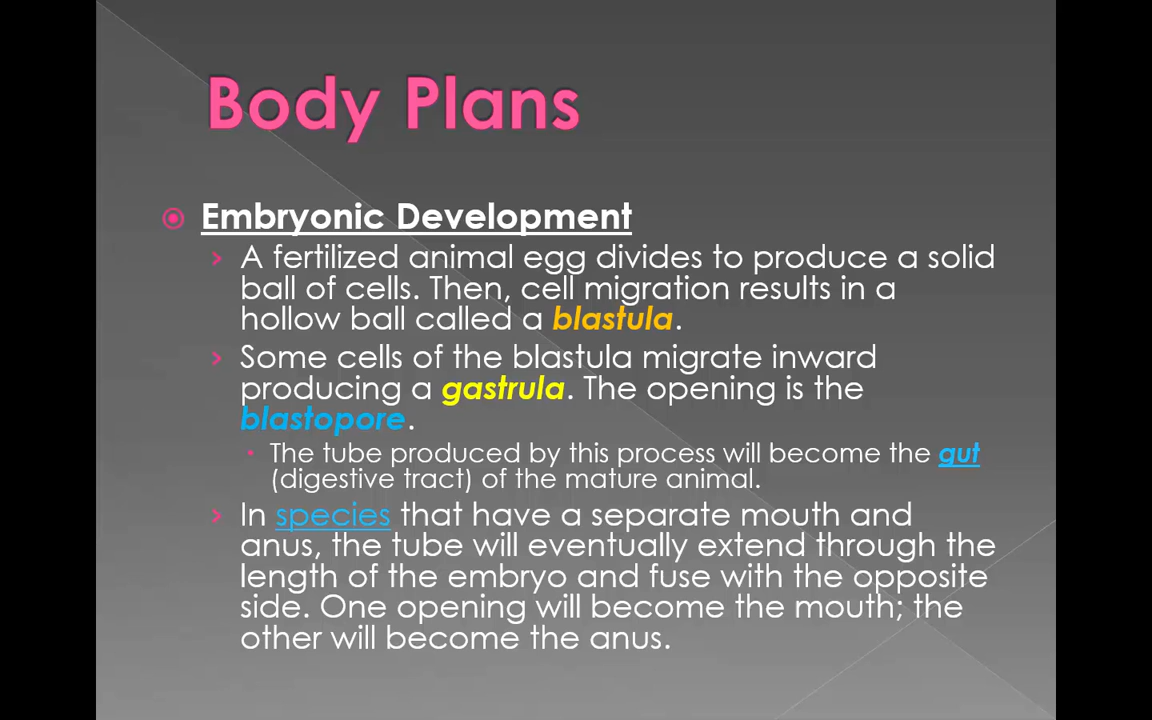 Body Plans
Embryonic Development
A fertilized animal egg divides to produce a solid
ball of cells. Then, cell migration results in a
hollow ball called a blastula.
Some cells of the blastula migrate inward
producing a gastrula. The opening is the
blastopore.
The tube produced by this process will become the gut
(digestive tract) of the mature animal.
In species that have a separate mouth and
anus, the tube will eventually extend through the
length of the embryo and fuse with the opposite
side. One opening will become the mouth; the
other will become the anus.